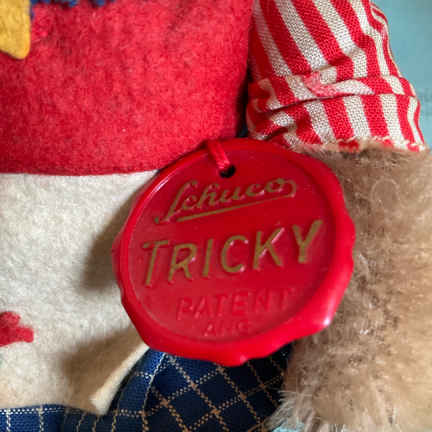 Schuco
TRICKY
PATENT
ANG